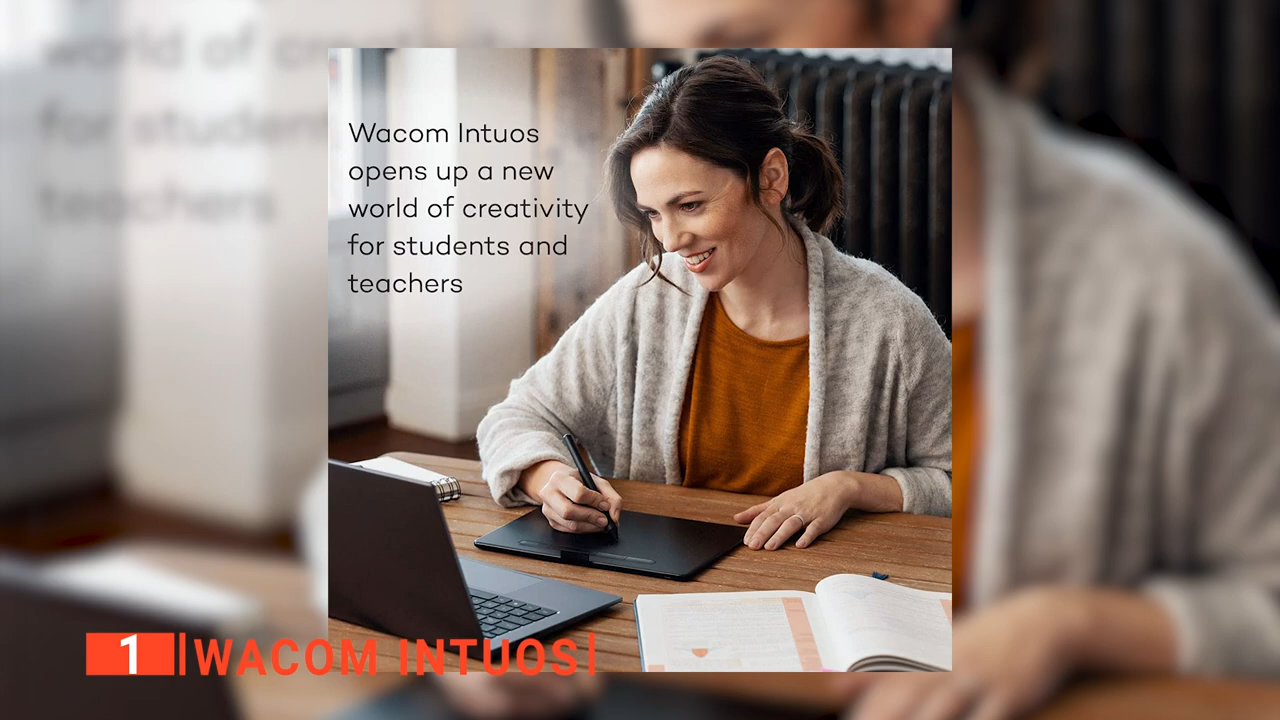 Wacom Intuos
opens up a new
world of creativity
for students and
teachers
1 WACOM INTUOS